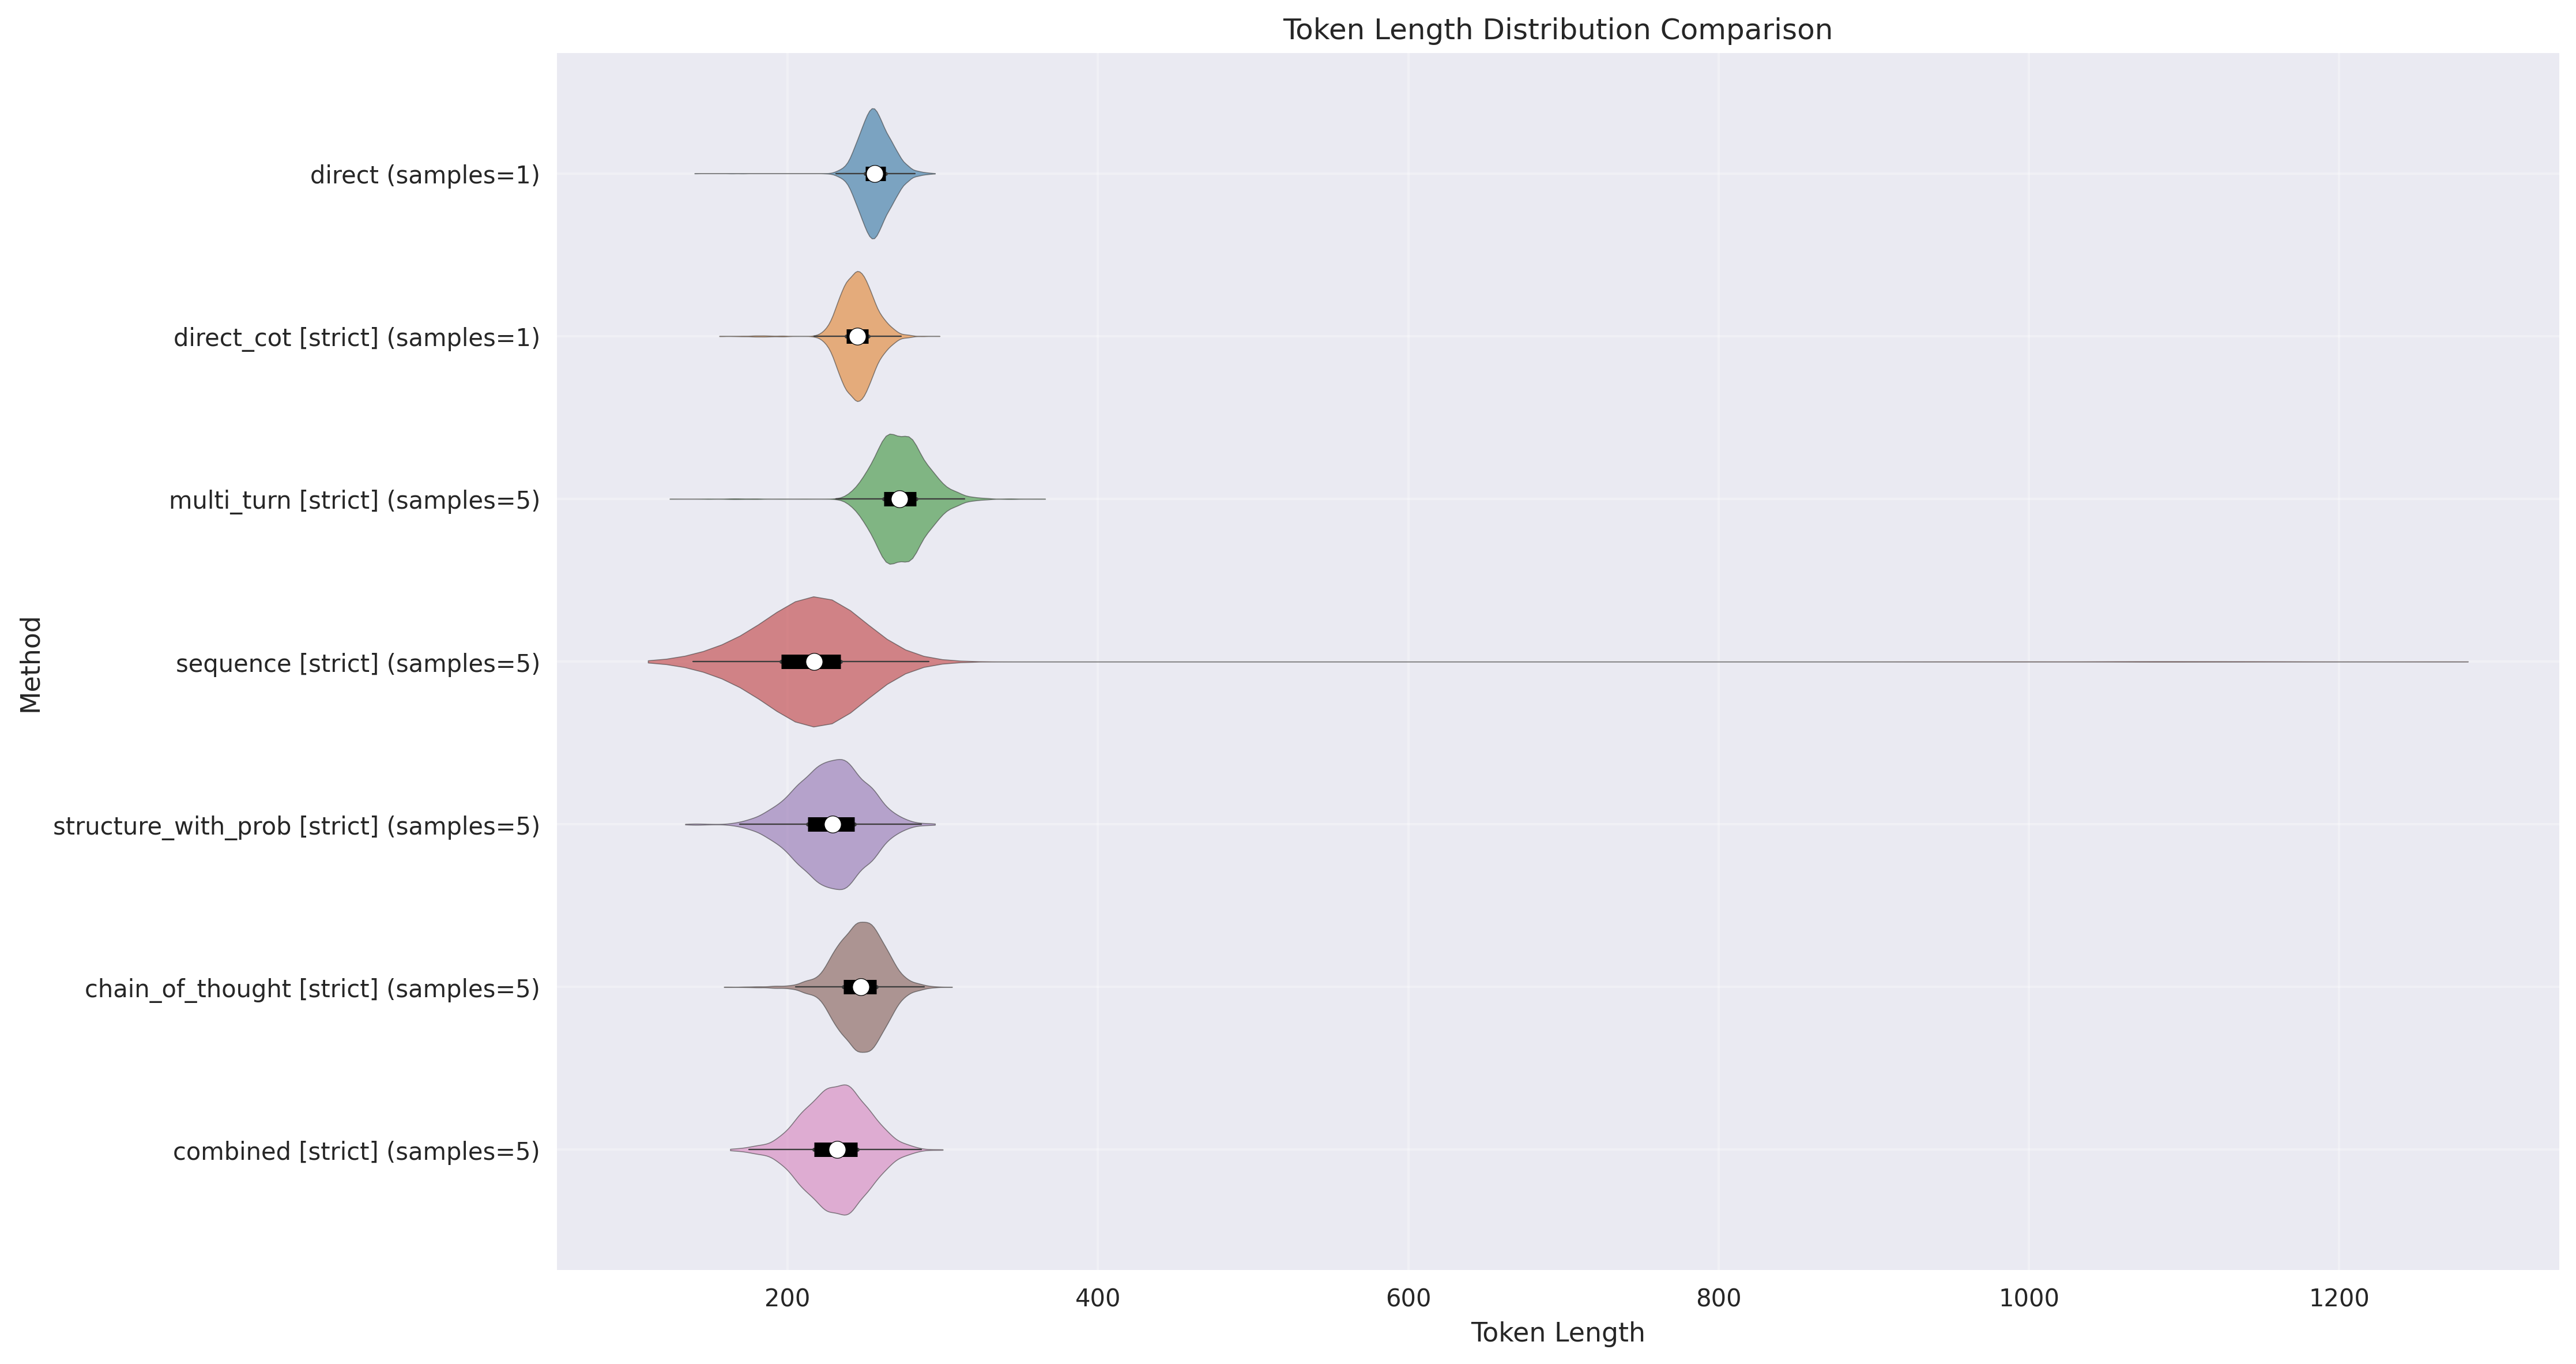 Token Length Distribution Comparison
Method
direct (samples=1)
direct_cot [strict] (samples=1)
multi_turn [strict] (samples=5)
sequence [strict] (samples=5)
structure_with_prob [strict] (samples=5)
chain_of_thought [strict] (samples=5)
combined [strict] (samples=5)
200 400 600 800 1000 1200
Token Length